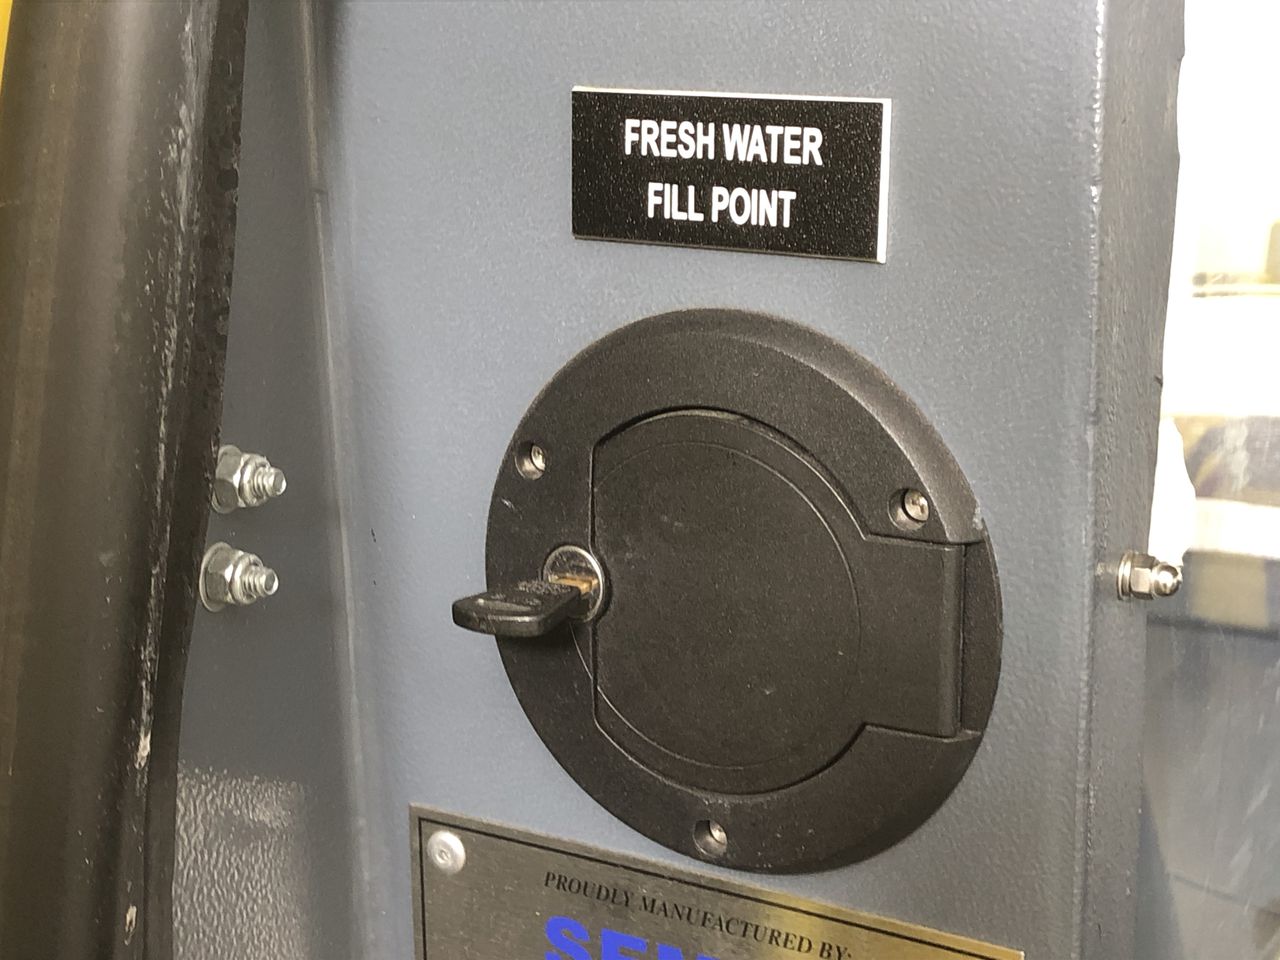 FRESH WATER
FILL POINT
PROUDLY MANUFACTURED BY: